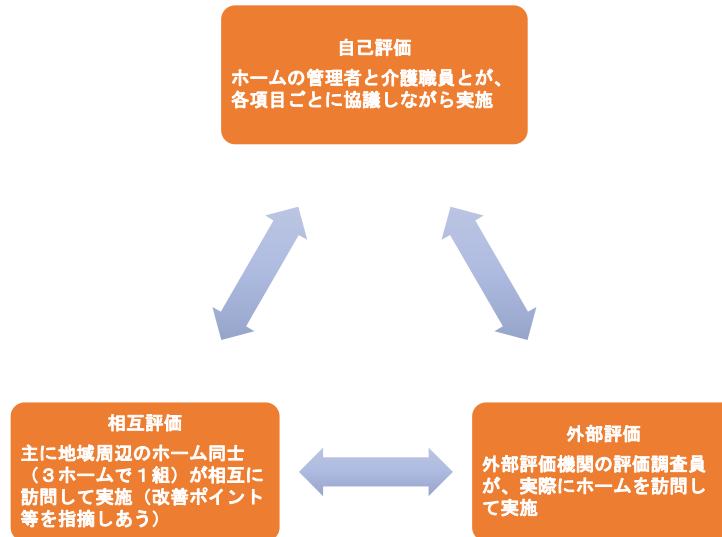 自己評価
ホームの管理者と介護職員とが、
各項目ごとに協議しながら実施
相互評価
主に地域周辺のホーム同士
（３ホームで１組）が相互に
訪問して実施（改善ポイント
等を指摘しあう）
外部評価
外部評価機関の評価調査員
が、実際にホームを訪問し
て実施